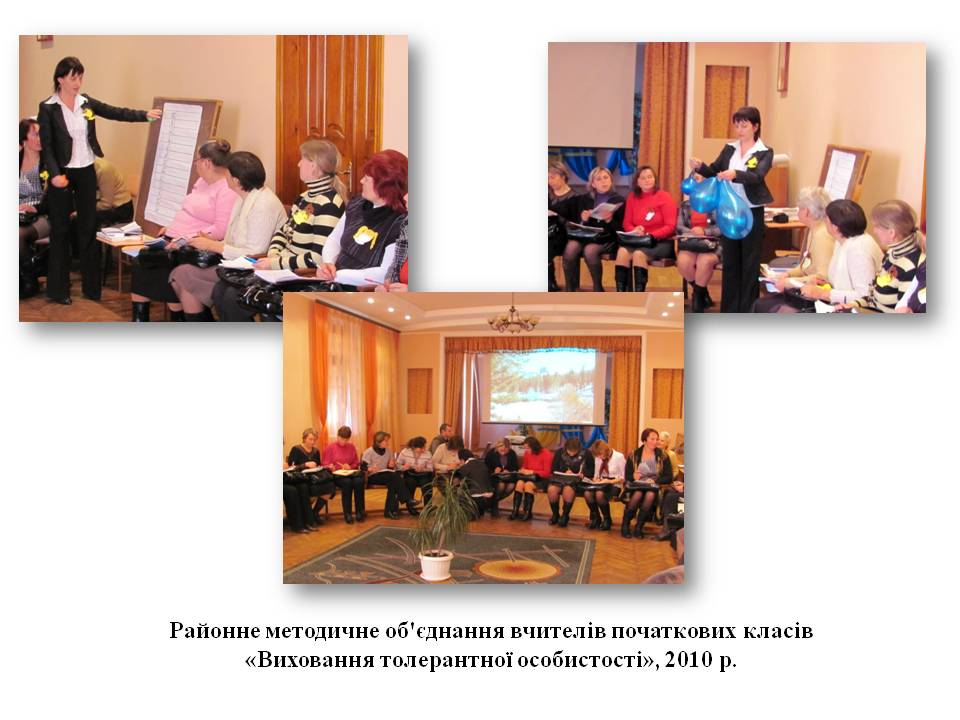 Районне методичне об'єднання вчителів початкових класів
«Виховання толерантної особистості», 2010 р.